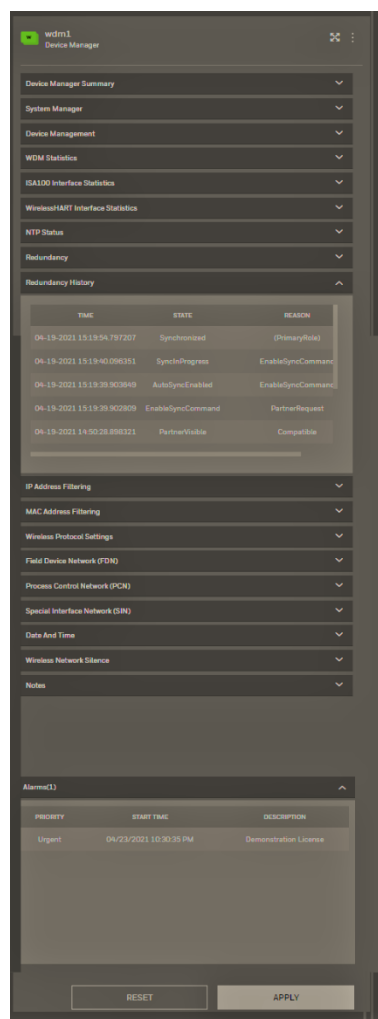 wdm1
Device Manager
Device Manager Summary
System Manager
Device Management
WDM Statistics
ISA100 Interface Statistics
WirelessHART Interface Statistics
NTP Status
Redundancy
Redundancy History
TIME STATE REASON
04-19-2021 15:19:54.797207 Synchronized (PrimaryRole)
04-19-2021 15:19:40.096351 SyncInProgress EnableSyncCommand
04-19-2021 15:19:39.903849 AutoSyncEnabled EnableSyncCommand
04-19-2021 15:19:39.902809 EnableSyncCommand PartnerRequest
04-19-2021 14:50:28.898321 PartnerVisible Compatible
IP Address Filtering
MAC Address Filtering
Wireless Protocol Settings
Field Device Network (FDN)
Process Control Network (PCN)
Special Interface Network (SIN)
Date And Time
Wireless Network Silence
Notes
Alarms(1)
PRIORITY START TIME DESCRIPTION
Urgent 04/23/2021 10:30:35 PM Demonstration License
RESET APPLY